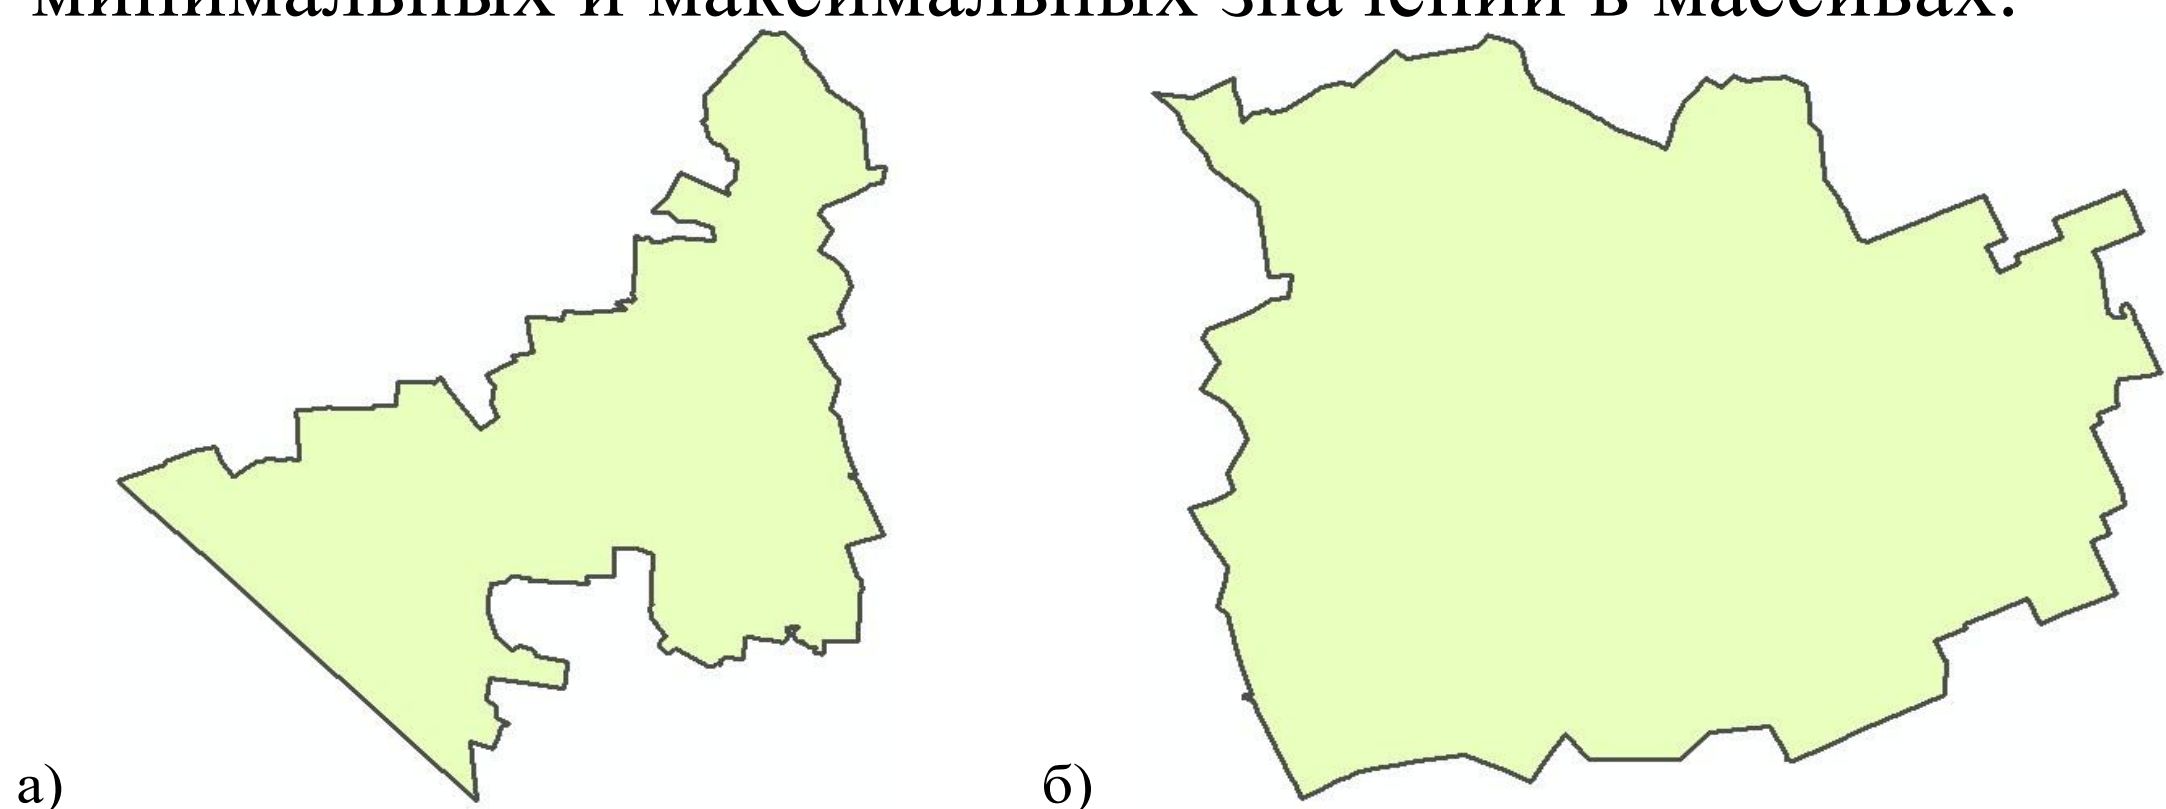 минимальных и максимальных значений в массивах.
а) б)